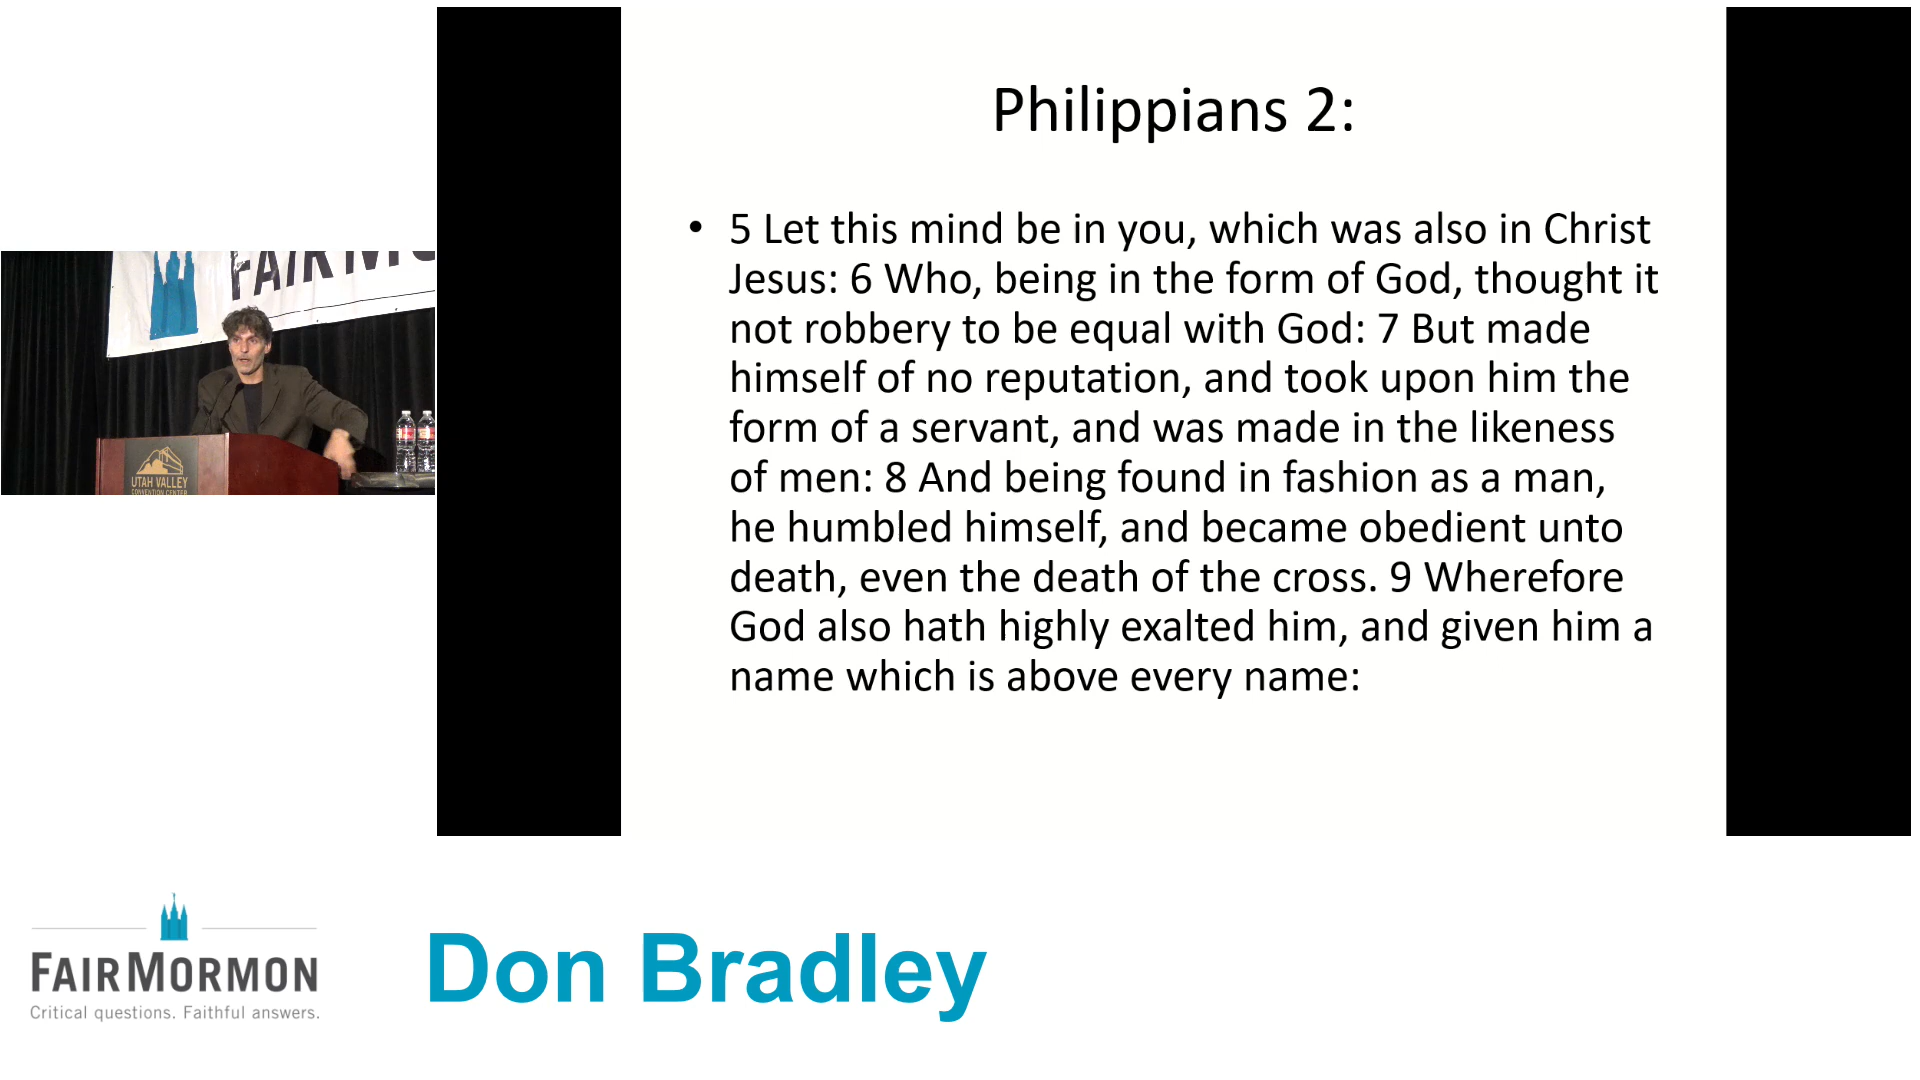 Philippians 2:
• 5 Let this mind be in you, which was also in Christ
Jesus: 6 Who, being in the form of God, thought it
not robbery to be equal with God: 7 But made
himself of no reputation, and took upon him the
form of a servant, and was made in the likeness
of men: 8 And being found in fashion as a man,
he humbled himself, and became obedient unto
death, even the death of the cross. 9 Wherefore
God also hath highly exalted him, and given him a
name which is above every name:
FAIR MO
UTAH VALLEY
CONVENTION CENTER
FAIRMORMON
Critical questions. Faithful answers.
Don Bradley